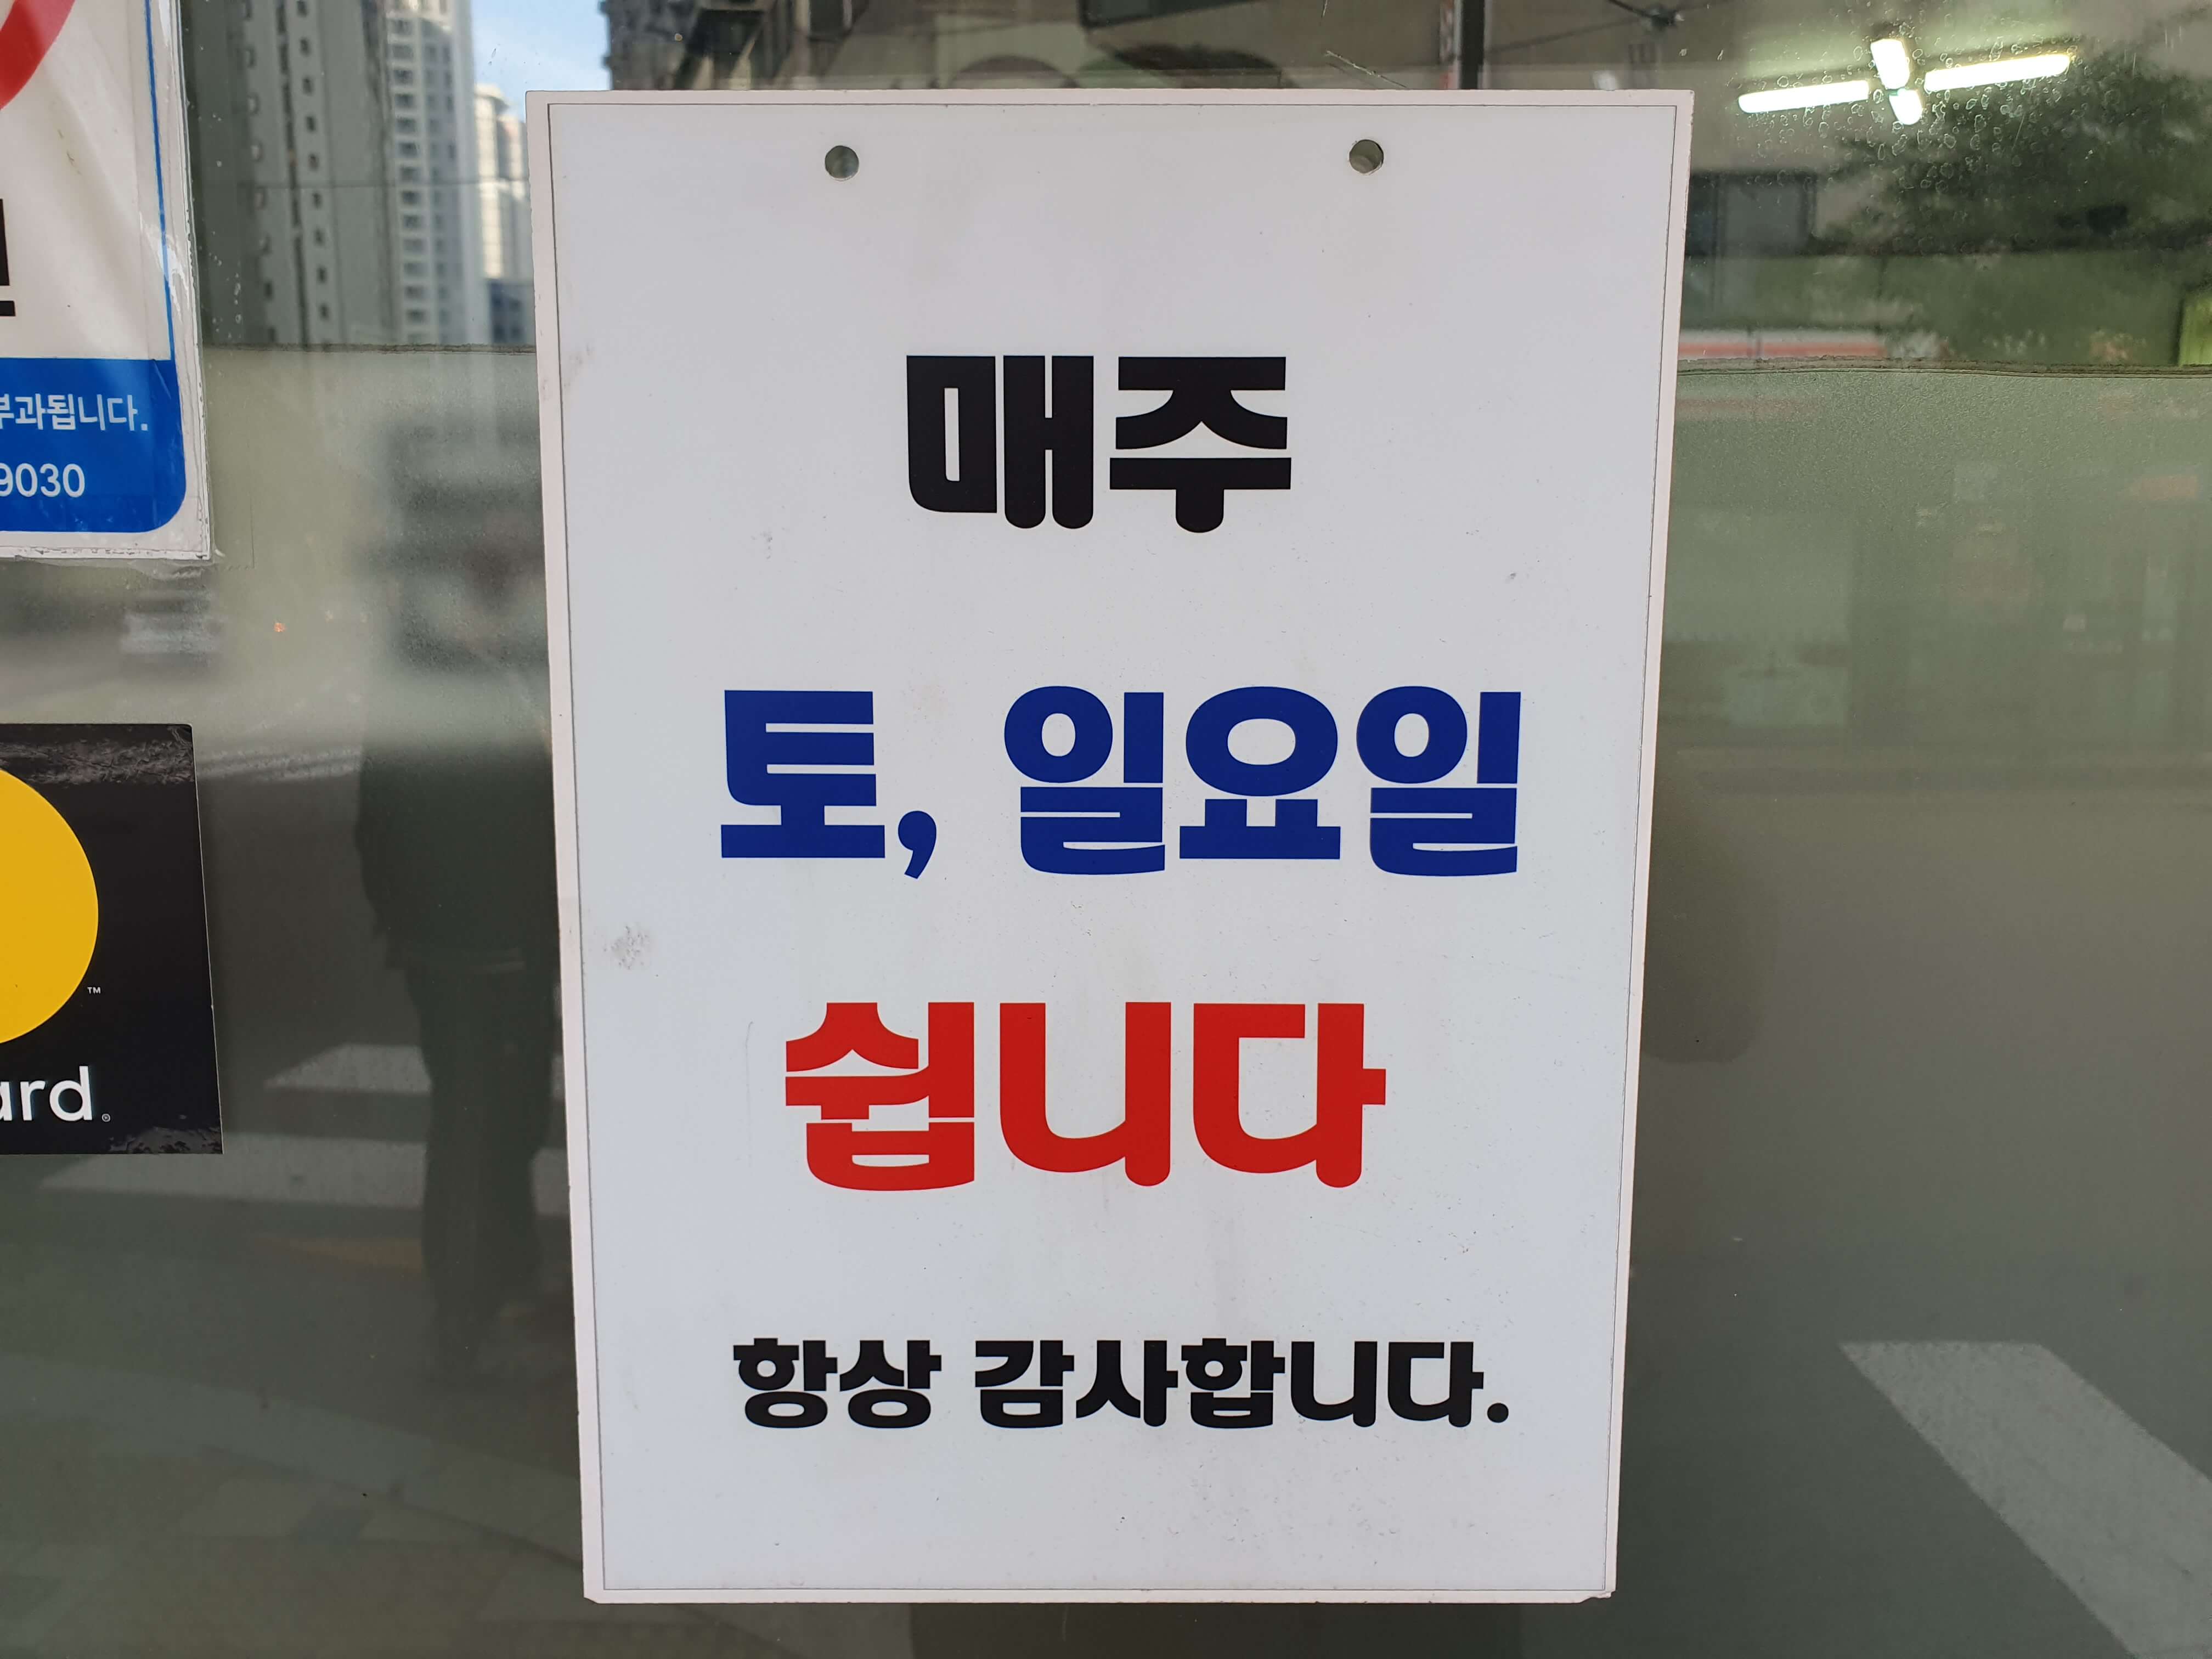 부과됩니다.
9030
ard
매주
토, 일요일
쉽니다
항상 감사합니다.